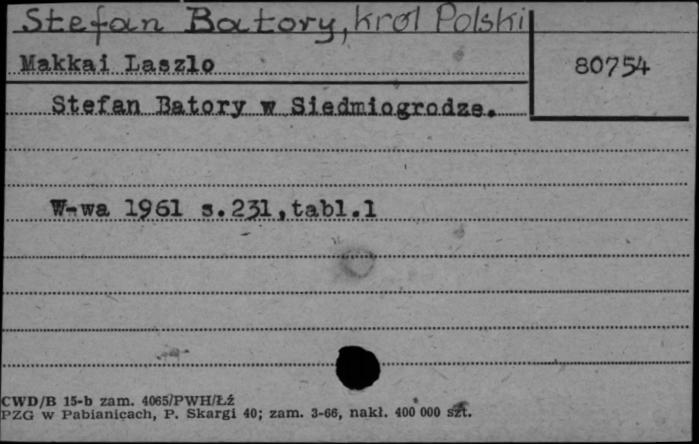 Stefan Batory, król Polski
Makkai Laszlo
80754
Stefan Batory w Siedmiogrodze.
W-wa 1961 s.231,tabl.1
CWD/B 15-b zam. 4065/PWH/Łź
PZG w Pabianicach, P. Skargi 40; zam. 3-66, nakł. 400 000 szt.